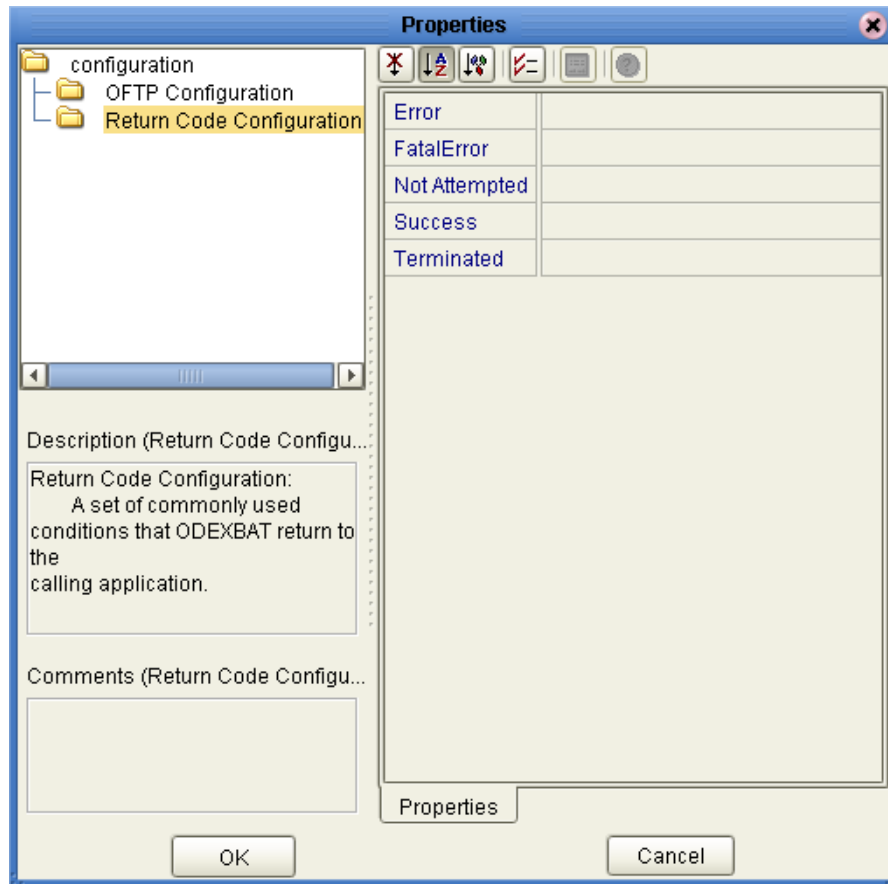 Properties
configuration
OFTP Configuration
Return Code Configuration
Error
FatalError
Not Attempted
Success
Terminated
Description (Return Code Configu...
Return Code Configuration:
A set of commonly used
conditions that ODEXBAT return to
the
calling application.
Comments (Return Code Configu...
Properties
OK
Cancel